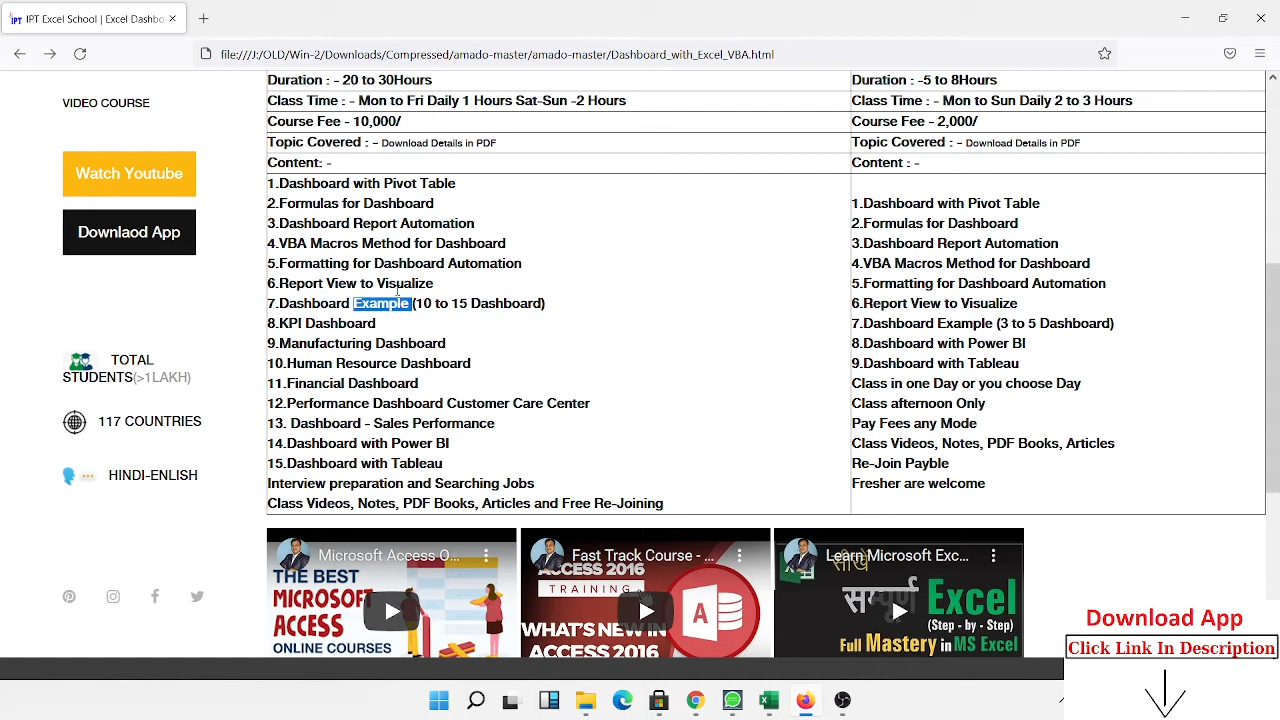 IPT Excel School | Excel Dashbo
file:///J:/OLD/Win-2/Downloads/Compressed/amado-master/amado-master/Dashboard_with_Excel_VBA.html
VIDEO COURSE
Watch Youtube
Downlaod App
TOTAL
STUDENTS(>1LAKH)
117 COUNTRIES
HINDI-ENLISH
Duration : - 20 to 30Hours
Class Time : - Mon to Fri Daily 1 Hours Sat-Sun -2 Hours
Course Fee - 10,000/
Topic Covered : - Download Details in PDF
Content: -
1.Dashboard with Pivot Table
2.Formulas for Dashboard
3.Dashboard Report Automation
4.VBA Macros Method for Dashboard
5.Formatting for Dashboard Automation
6.Report View to Visualize
7.Dashboard Example (10 to 15 Dashboard)
8.KPI Dashboard
9.Manufacturing Dashboard
10.Human Resource Dashboard
11.Financial Dashboard
12.Performance Dashboard Customer Care Center
13. Dashboard - Sales Performance
14.Dashboard with Power BI
15.Dashboard with Tableau
Interview preparation and Searching Jobs
Class Videos, Notes, PDF Books, Articles and Free Re-Joining
Duration : -5 to 8Hours
Class Time : - Mon to Sun Daily 2 to 3 Hours
Course Fee - 2,000/
Topic Covered : - Download Details in PDF
Content : -
1.Dashboard with Pivot Table
2.Formulas for Dashboard
3.Dashboard Report Automation
4.VBA Macros Method for Dashboard
5.Formatting for Dashboard Automation
6.Report View to Visualize
7.Dashboard Example (3 to 5 Dashboard)
8.Dashboard with Power BI
9.Dashboard with Tableau
Class in one Day or you choose Day
Class afternoon Only
Pay Fees any Mode
Class Videos, Notes, PDF Books, Articles
Re-Join Payble
Fresher are welcome
Microsoft Access O...
THE BEST
MICROSOFT
ACCESS
ONLINE COURSES
Fast Track Course - ...
ACCESS 2016
TRAINING
WHAT'S NEW IN
ACCESS 2016
Learn Microsoft Exc...
सीखे
सम्पूर्ण Excel
(Step - by - Step)
Full Mastery in MS Excel
Download App
Click Link In Description